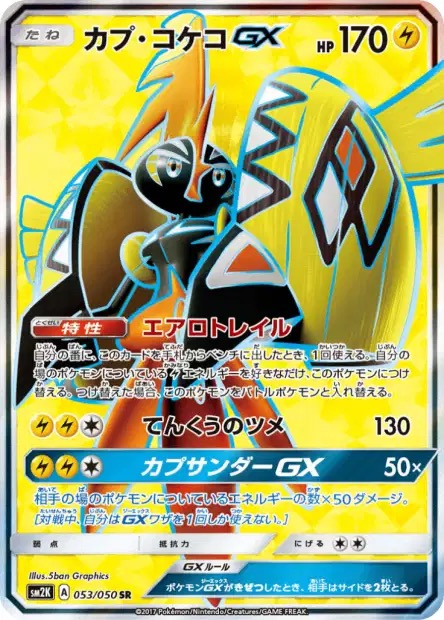 たね カプ・コケコGX HP 170
特性 エアロトレイル
自分の番に、このカードを手札からベンチに出したとき、1回使える。自分の
場のポケモンについている エネルギーを好きなだけ、このポケモンにつけ
替える。つけ替えた場合、このポケモンをバトルポケモンと入れ替える。
てんくうのツメ 130
カプサンダーGX 50×
相手の場のポケモンについているエネルギーの数×50ダメージ。
[対戦中、自分はGXワザを1回しか使えない。]
弱点 抵抗力 にげる
Illus.5ban Graphics
GXルール
ポケモンGXがきぜつしたとき、相手はサイドを2枚とる。
SM2K A 053/050 SR
©2017 Pokémon/Nintendo/Creatures/GAME FREAK.